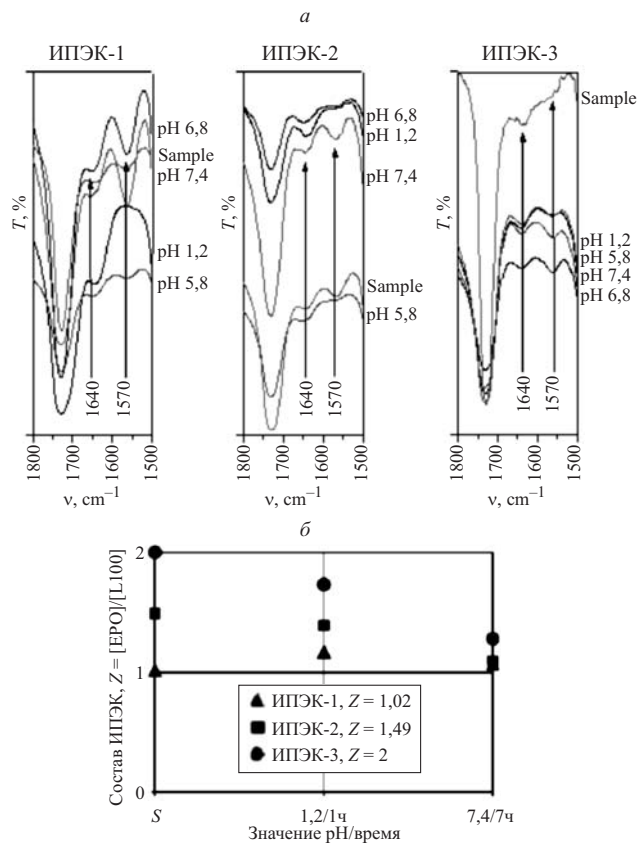 а
ИПЭК-1
ИПЭК-2
ИПЭК-3
T, %
pH 6,8
Sample
pH 7,4
pH 1,2
pH 5,8
1640
1570
1800
1700
1600
1500
ν, cm⁻¹
T, %
pH 6,8
pH 1,2
pH 7,4
Sample
pH 5,8
1640
1570
1800
1700
1600
1500
ν, cm⁻¹
T, %
Sample
pH 1,2
pH 5,8
pH 7,4
pH 6,8
1640
1570
1800
1700
1600
1500
ν, cm⁻¹
б
Состав ИПЭК, Z = [EPO]/[L100]
2
1
0
ИПЭК-1, Z = 1,02
ИПЭК-2, Z = 1,49
ИПЭК-3, Z = 2
S
1,2/1ч
7,4/7ч
Значение pH/время